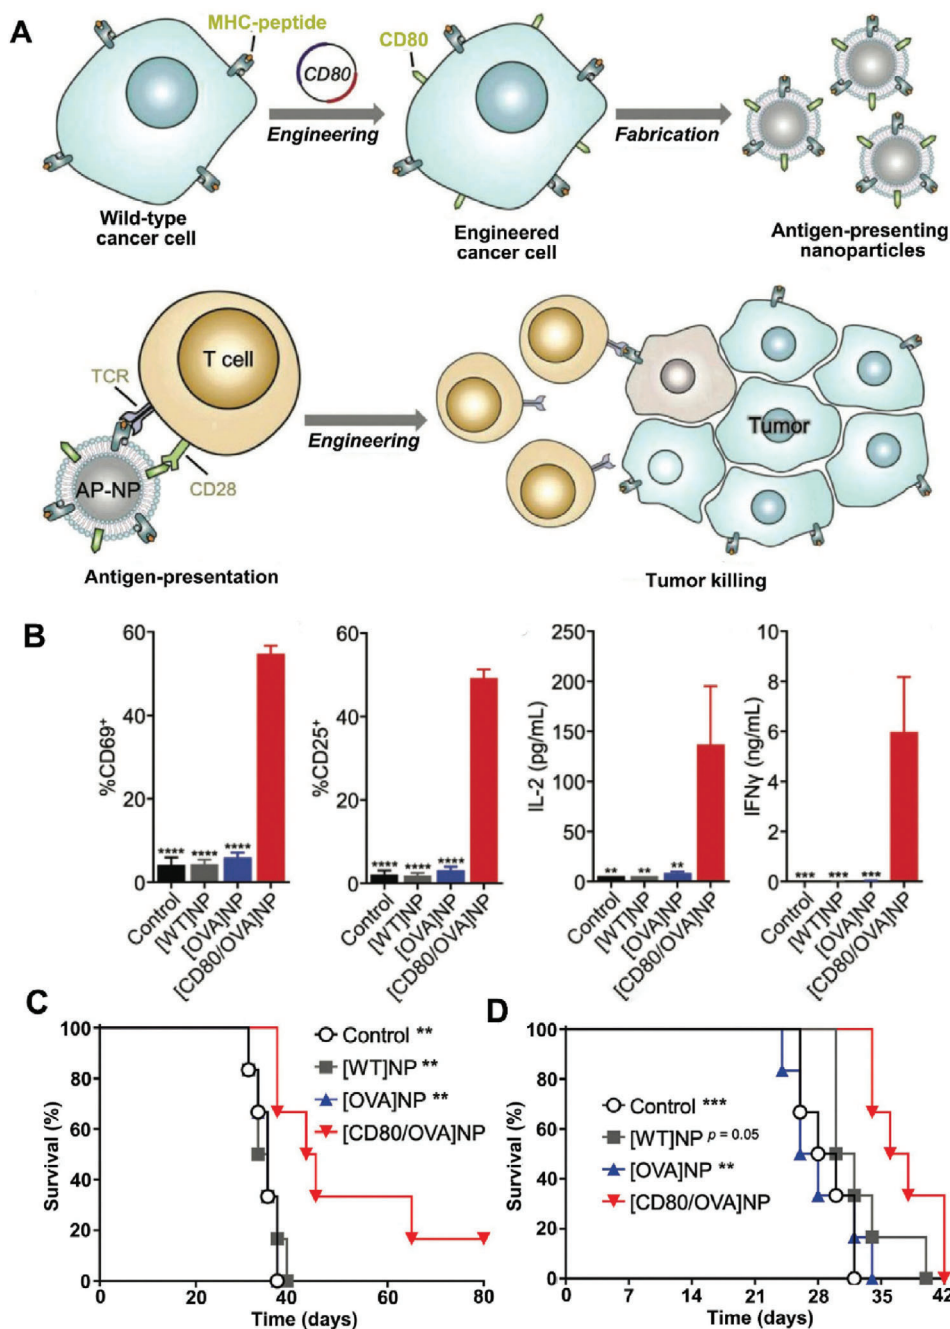 A
MHC-peptide
CD80
CD80
Engineering
Fabrication
Wild-type
cancer cell
Engineered
cancer cell
Antigen-presenting
nanoparticles
T cell
TCR
AP-NP
CD28
Engineering
Tumor
Antigen-presentation
Tumor killing
B
%CD69+
60
40
20
0
****
****
****
Control
[WT]NP
[OVA]NP
[CD80/OVA]NP
%CD25+
60
40
20
0
****
****
****
Control
[WT]NP
[OVA]NP
[CD80/OVA]NP
IL-2 (pg/mL)
250
200
150
100
50
0
**
**
**
Control
[WT]NP
[OVA]NP
[CD80/OVA]NP
IFNγ (ng/mL)
10
8
6
4
2
0
***
***
***
Control
[WT]NP
[OVA]NP
[CD80/OVA]NP
C
Survival (%)
100
80
60
40
20
0
Control **
[WT]NP **
[OVA]NP **
[CD80/OVA]NP
0 20 40 60 80
Time (days)
D
Survival (%)
100
80
60
40
20
0
Control ***
[WT]NP p = 0.05
[OVA]NP **
[CD80/OVA]NP
0 7 14 21 28 35 42
Time (days)